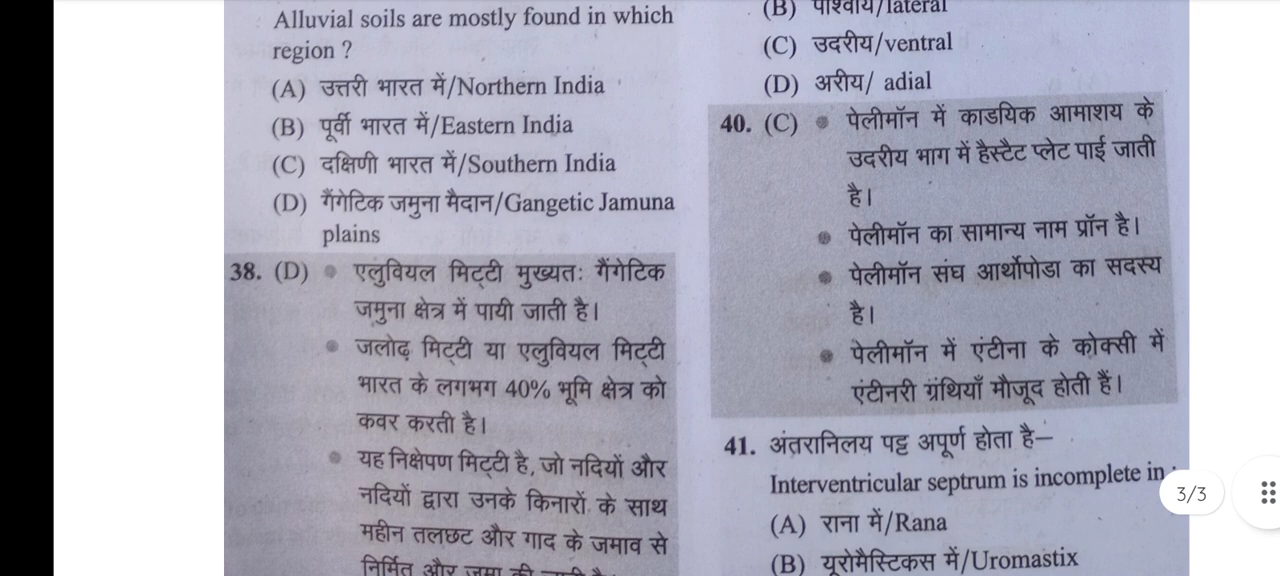 Alluvial soils are mostly found in which
region ?
(A) उत्तरी भारत में/Northern India
(B) पूर्वी भारत में/Eastern India
(C) दक्षिणी भारत में/Southern India
(D) गैंगेटिक जमुना मैदान/Gangetic Jamuna
plains
38. (D) • एलुवियल मिट्टी मुख्यतः गैंगेटिक
जमुना क्षेत्र में पायी जाती है।
• जलोढ़ मिट्टी या एलुवियल मिट्टी
भारत के लगभग 40% भूमि क्षेत्र को
कवर करती है।
• यह निक्षेपण मिट्टी है, जो नदियों और
नदियों द्वारा उनके किनारों के साथ
महीन तलछट और गाद के जमाव से
निर्मित और जमा की
(B) पार्श्वीय/lateral
(C) उदरीय/ventral
(D) अरीय/ adial
40. (C) • पेलीमॉन में काडयिक आमाशय के
उदरीय भाग में हैस्टैट प्लेट पाई जाती
है।
• पेलीमॉन का सामान्य नाम प्रॉन है।
• पेलीमॉन संघ आर्थोपोडा का सदस्य
है।
• पेलीमॉन में एंटीना के कोक्सी में
एंटीनरी ग्रंथियाँ मौजूद होती हैं।
41. अंतरानिलय पट्ट अपूर्ण होता है–
Interventricular septrum is incomplete in
(A) राना में/Rana
(B) यूरोमैस्टिकस में/Uromastix
3/3